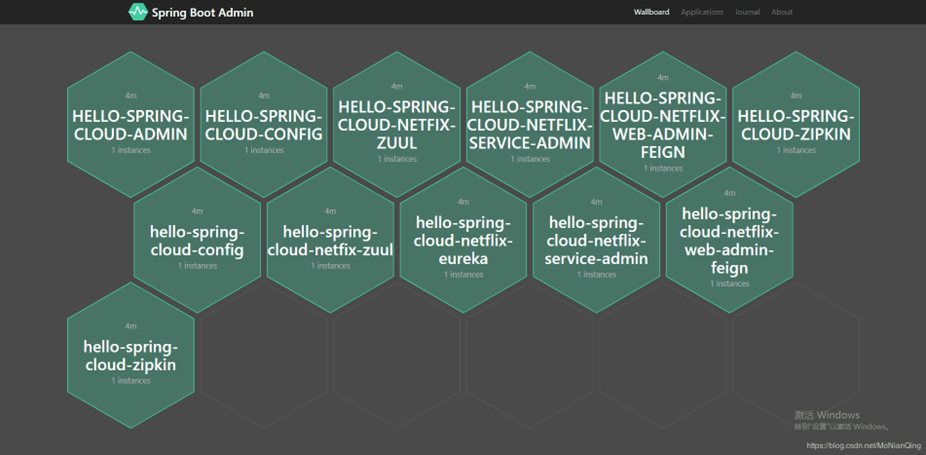 Spring Boot Admin
Wallboard Applications Journal About
4m
HELLO-SPRING-
CLOUD-ADMIN
1 instances
4m
HELLO-SPRING-
CLOUD-CONFIG
1 instances
4m
HELLO-SPRING-
CLOUD-NETFIX-
ZUUL
1 instances
4m
HELLO-SPRING-
CLOUD-NETFLIX-
SERVICE-ADMIN
1 instances
4m
HELLO-SPRING-
CLOUD-NETFLIX-
WEB-ADMIN-
FEIGN
1 instances
4m
HELLO-SPRING-
CLOUD-ZIPKIN
1 instances
4m
hello-spring-
cloud-config
1 instances
4m
hello-spring-
cloud-netfix-zuul
1 instances
4m
hello-spring-
cloud-netflix-
eureka
1 instances
4m
hello-spring-
cloud-netflix-
service-admin
1 instances
4m
hello-spring-
cloud-netflix-
web-admin-
feign
1 instances
4m
hello-spring-
cloud-zipkin
1 instances
激活 Windows
转到"设置"以激活 Windows。
https://blog.csdn.net/MoNianQing